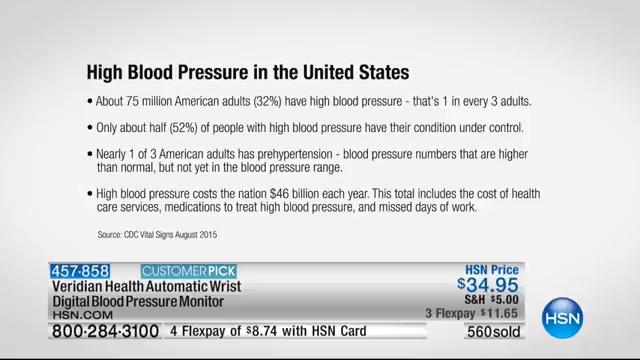 High Blood Pressure in the United States
• About 75 million American adults (32%) have high blood pressure - that's 1 in every 3 adults.
• Only about half (52%) of people with high blood pressure have their condition under control.
• Nearly 1 of 3 American adults has prehypertension - blood pressure numbers that are higher
than normal, but not yet in the blood pressure range.
• High blood pressure costs the nation $46 billion each year. This total includes the cost of health
care services, medications to treat high blood pressure, and missed days of work.
Source: CDC Vital Signs August 2015
457-858 CUSTOMER PICK
Veridian Health Automatic Wrist
Digital Blood Pressure Monitor
HSN.COM
HSN Price
$34.95
S&H $5.00
3 Flexpay of $11.65
800-284-3100 4 Flexpay of $8.74 with HSN Card 560 sold
HSN